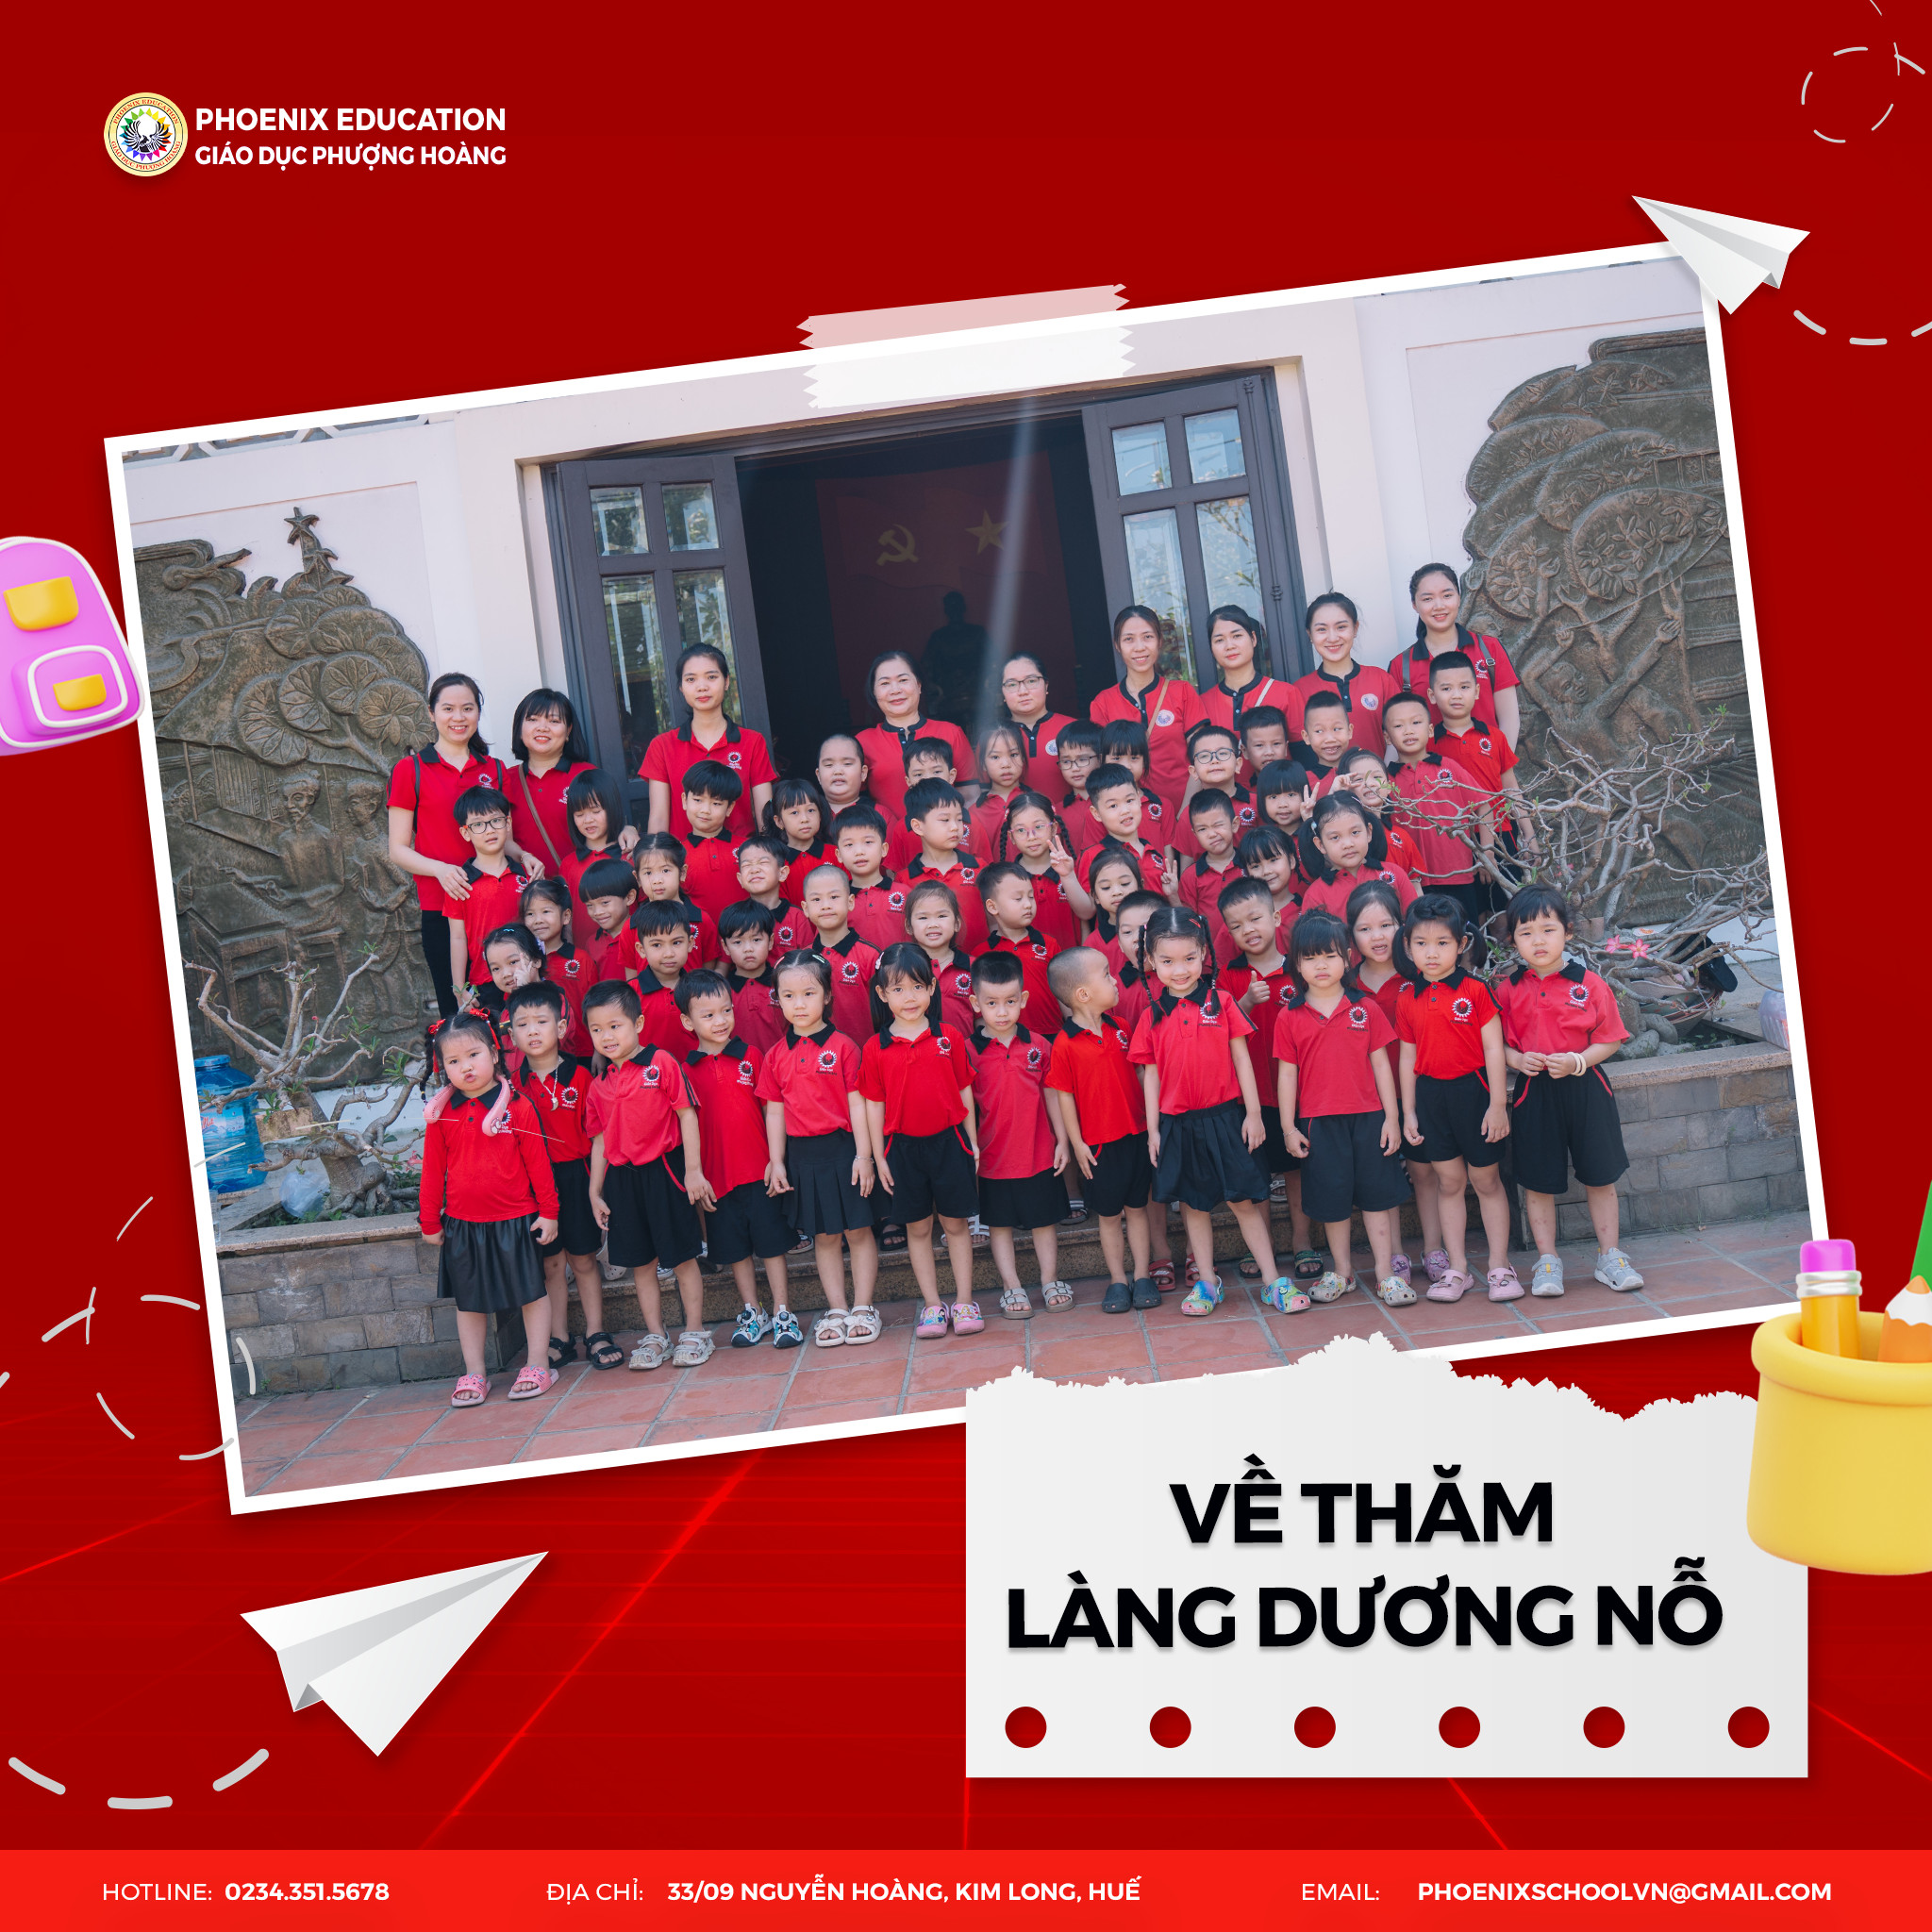 PHOENIX EDUCATION
GIÁO DỤC PHƯỢNG HOÀNG
VỀ THĂM
LÀNG DƯƠNG NỖ
HOTLINE: 0234.351.5678
ĐỊA CHỈ: 33/09 NGUYỄN HOÀNG, KIM LONG, HUẾ
EMAIL: PHOENIXSCHOOLVN@GMAIL.COM